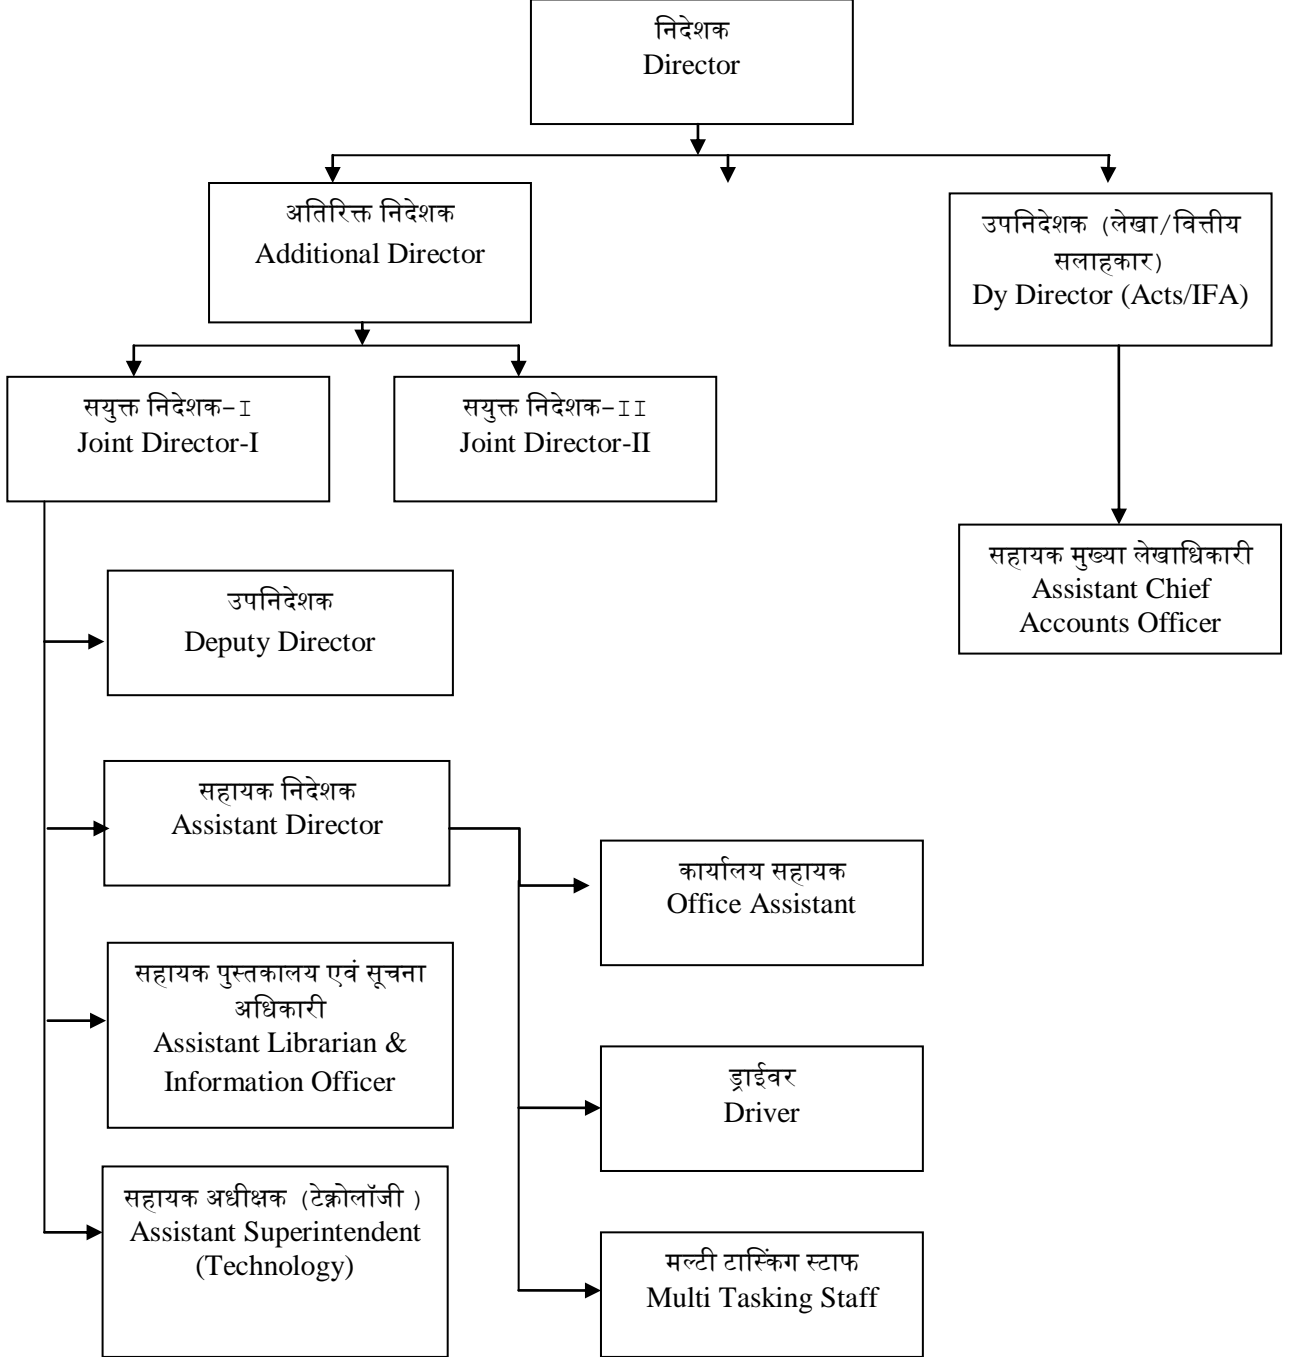 निदेशक
Director
अतिरिक्त निदेशक
Additional Director
उपनिदेशक (लेखा/वित्तीय
सलाहकार)
Dy Director (Acts/IFA)
सयुक्त निदेशक-I
Joint Director-I
सयुक्त निदेशक-II
Joint Director-II
सहायक मुख्या लेखाधिकारी
Assistant Chief
Accounts Officer
उपनिदेशक
Deputy Director
सहायक निदेशक
Assistant Director
कार्यालय सहायक
Office Assistant
सहायक पुस्तकालय एवं सूचना
अधिकारी
Assistant Librarian &
Information Officer
ड्राईवर
Driver
सहायक अधीक्षक (टेक्नोलॉजी )
Assistant Superintendent
(Technology)
मल्टी टास्किंग स्टाफ
Multi Tasking Staff